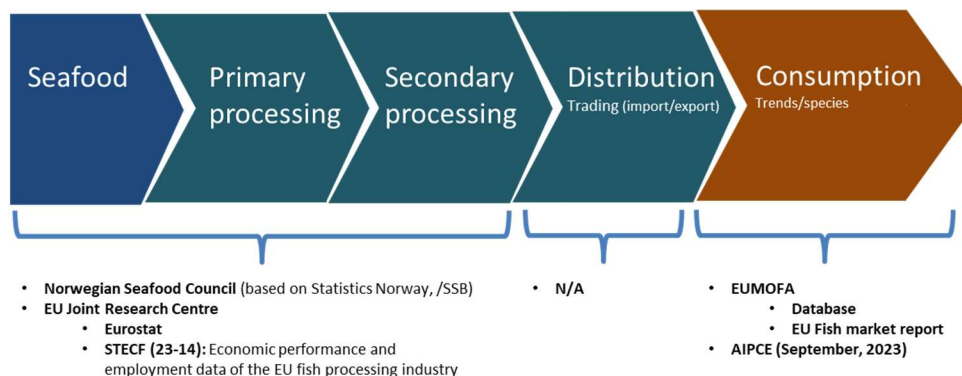 Seafood
Primary
processing
Secondary
processing
Distribution
Trading (import/export)
Consumption
Trends/species
• Norwegian Seafood Council (based on Statistics Norway, /SSB)
• EU Joint Research Centre
• Eurostat
• STECF (23-14): Economic performance and
employment data of the EU fish processing industry
• N/A
• EUMOFA
• Database
• EU Fish market report
• AIPCE (September, 2023)